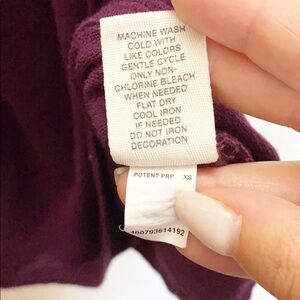 MACHINE WASH
COLD WITH
LIKE COLORS
GENTLE CYCLE
ONLY NON-
CHLORINE BLEACH
WHEN NEEDED
FLAT DRY
COOL IRON
IF NEEDED
DO NOT IRON
DECORATION
POTENT PRP XS
400793614192